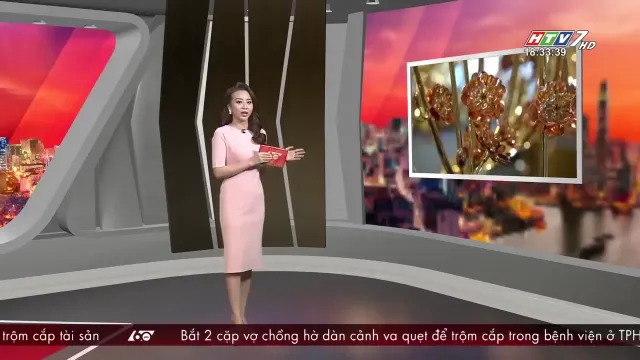 HTV7 HD
18:33:39
trộm cắp tài sản 60 Bắt 2 cặp vợ chồng hờ dàn cảnh va quẹt để trộm cắp trong bệnh viện ở TPH